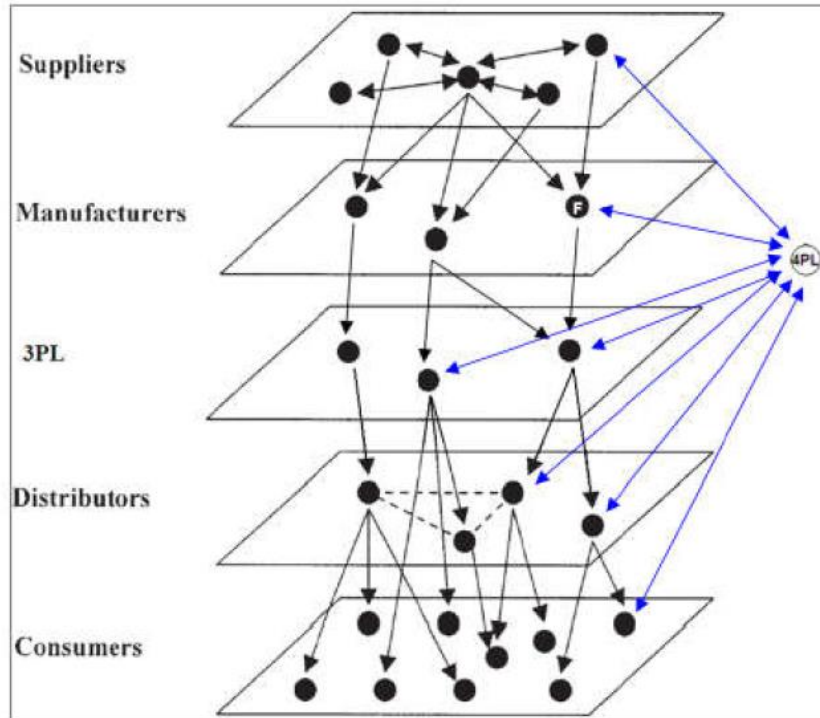 Suppliers
Manufacturers
F
4PL
3PL
Distributors
Consumers